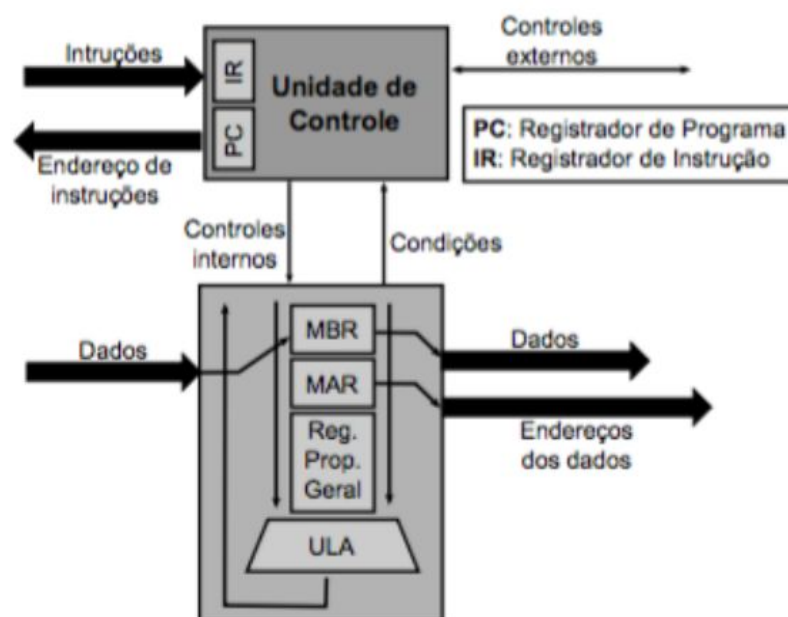 Intruções
IR
Unidade de
Controle
Controles
externos
PC
PC: Registrador de Programa
IR: Registrador de Instrução
Endereço de
instruções
Controles
internos
Condições
Dados
MBR
Dados
MAR
Reg.
Prop.
Geral
Endereços
dos dados
ULA